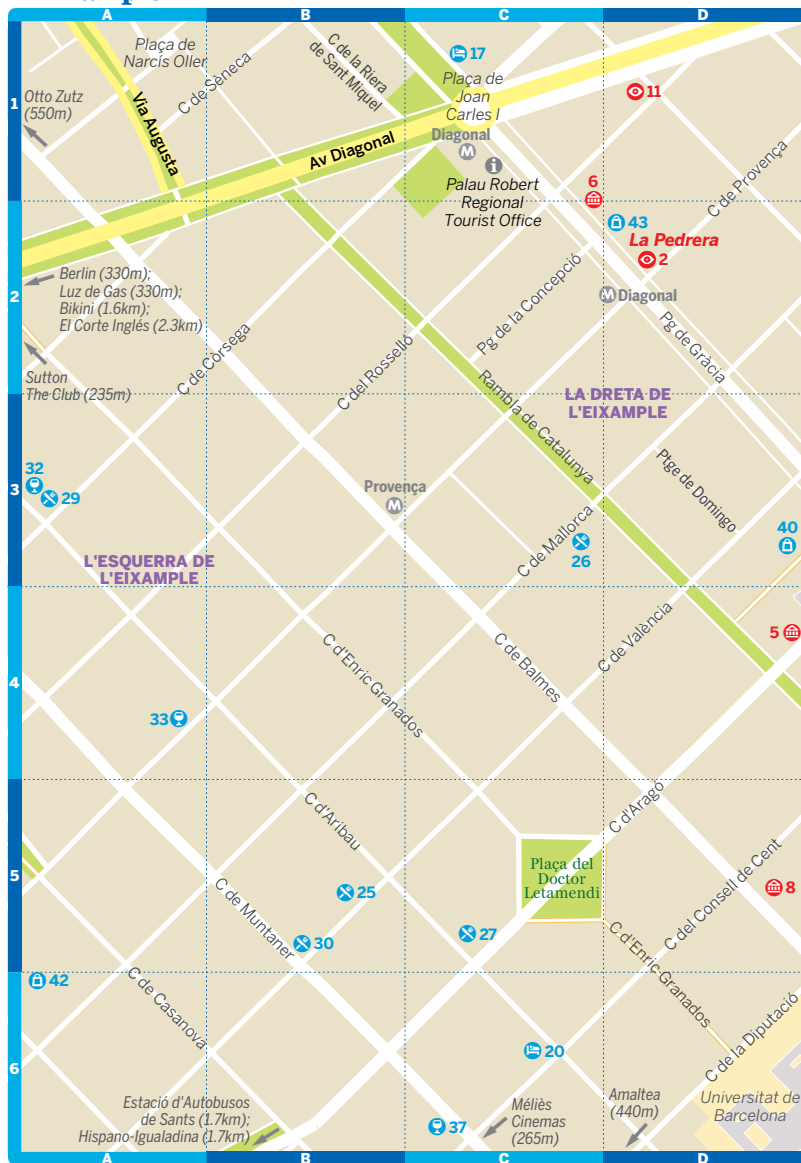 A
B
C
D
Plaça de
Narcís Oller
C de Sèneca
C de la Riera
de Sant Miquel
17
Plaça de
Joan
Carles I
11
1
Otto Zutz
(550m)
Via Augusta
Av Diagonal
Diagonal
M
i
Palau Robert
Regional
Tourist Office
6
43
C de Provença
La Pedrera
2
2
Berlin (330m);
Luz de Gas (330m);
Bikini (1.6km);
El Corte Inglés (2.3km)
M Diagonal
Pg de la Concepció
Pg de Gràcia
C de Còrsega
C del Rosselló
Sutton
The Club (235m)
Rambla de Catalunya
LA DRETA DE
L'EIXAMPLE
3
32
29
Provença
M
Ptge de Domingo
C de Mallorca
26
40
L'ESQUERRA DE
L'EIXAMPLE
5
4
C d'Enric Granados
C de Balmes
C de València
33
C d'Aribau
C d'Aragó
5
Plaça del
Doctor
Letamendi
C del Consell de Cent
8
25
C de Muntaner
30
27
C d'Enric Granados
42
C de Casanova
6
20
C de la Diputació
Estació d'Autobusos
de Sants (1.7km);
Hispano-Igualadina (1.7km)
37
Méliès
Cinemas
(265m)
Amaltea
(440m)
Universitat de
Barcelona
A
B
C
D